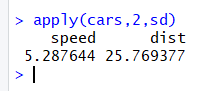 > apply(cars,2,sd)
speed dist
5.287644 25.769377
>